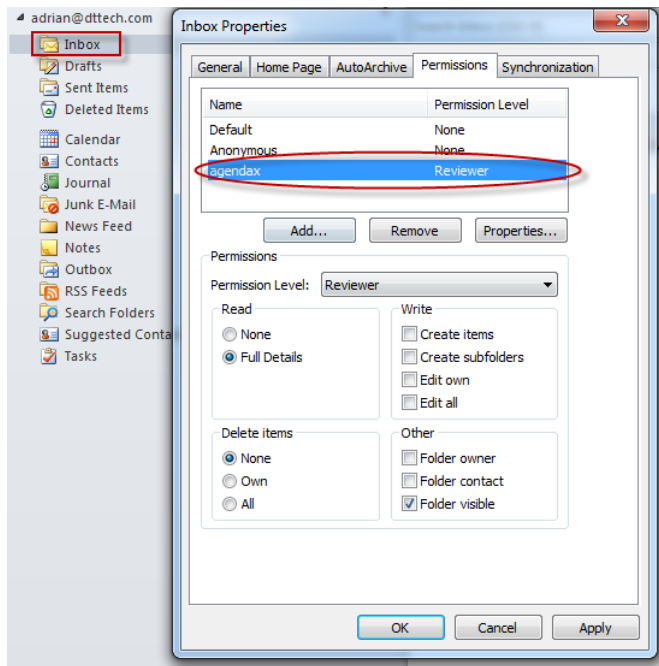 adrian@dttech.com
Inbox
Drafts
Sent Items
Deleted Items
Calendar
Contacts
Journal
Junk E-Mail
News Feed
Notes
Outbox
RSS Feeds
Search Folders
Suggested Conta
Tasks
Inbox Properties
General Home Page AutoArchive Permissions Synchronization
Name Permission Level
Default None
Anonymous None
agendax Reviewer
Add... Remove Properties...
Permissions
Permission Level: Reviewer
Read Write
None Create items
Full Details Create subfolders
Edit own
Edit all
Delete items Other
None Folder owner
Own Folder contact
All Folder visible
OK Cancel Apply